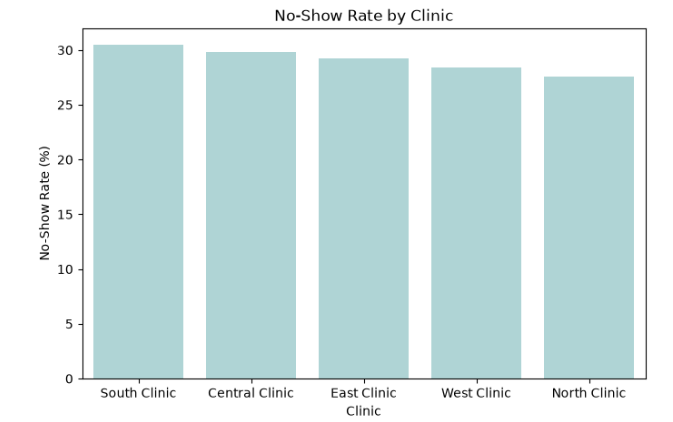 No-Show Rate by Clinic
No-Show Rate (%)
30
25
20
15
10
5
0
South Clinic Central Clinic East Clinic West Clinic North Clinic
Clinic